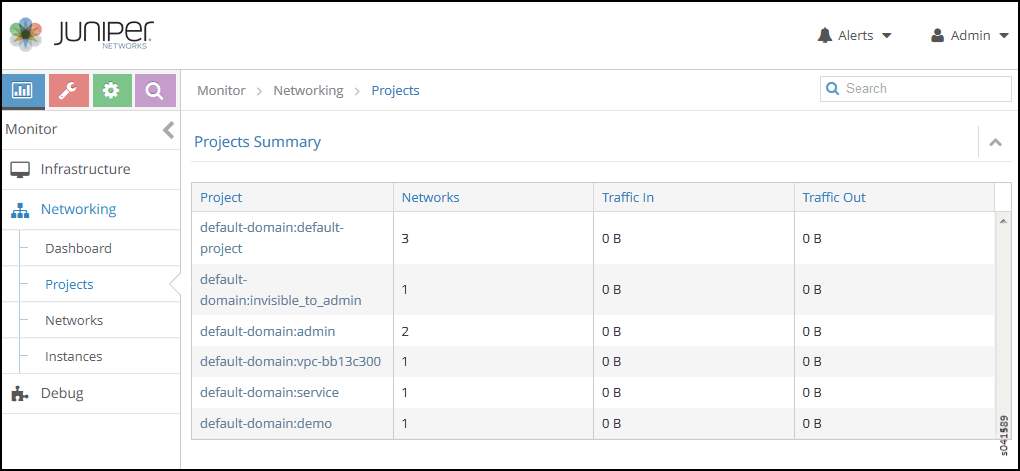 JUNIPER
NETWORKS
Alerts
Admin
Monitor
Networking
Projects
Search
Monitor
Infrastructure
Networking
Dashboard
Projects
Networks
Instances
Debug
Projects Summary
Project Networks Traffic In Traffic Out
default-domain:default-
project
3 0 B 0 B
default-
domain:invisible_to_admin
1 0 B 0 B
default-domain:admin 2 0 B 0 B
default-domain:vpc-bb13c300 1 0 B 0 B
default-domain:service 1 0 B 0 B
default-domain:demo 1 0 B 0 B
s041589